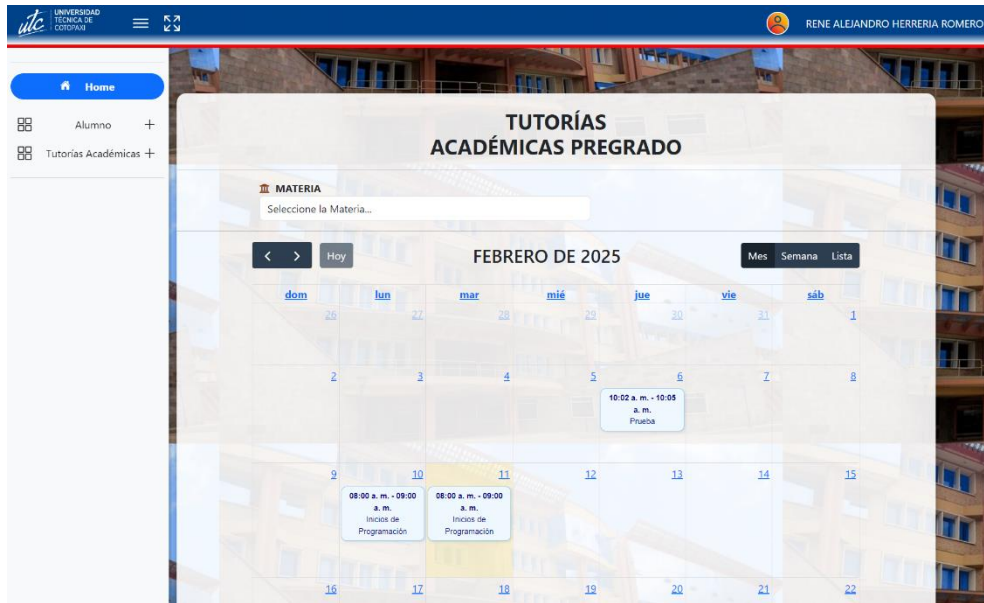 utc UNIVERSIDAD
TÉCNICA DE
COTOPAXI
RENE ALEJANDRO HERRERIA ROMERO
Home
Alumno
Tutorías Académicas
TUTORÍAS
ACADÉMICAS PREGRADO
MATERIA
Seleccione la Materia...
Hoy
FEBRERO DE 2025
Mes Semana Lista
dom lun mar mié jue vie sáb
26 27 28 29 30 31 1
2 3 4 5 6 7 8
10:02 a. m. - 10:05
a. m.
Prueba
9 10 11 12 13 14 15
08:00 a. m. - 09:00
a. m.
Inicios de
Programación
08:00 a. m. - 09:00
a. m.
Inicios de
Programación
16 17 18 19 20 21 22